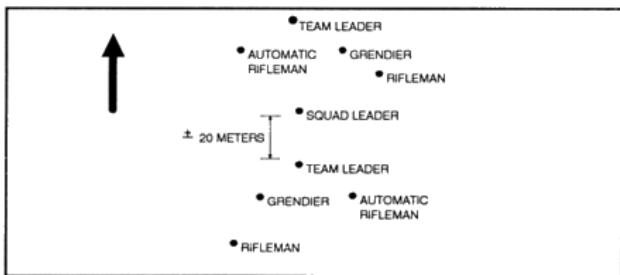 TEAM LEADER
AUTOMATIC
RIFLEMAN
GRENDIER
RIFLEMAN
SQUAD LEADER
± 20 METERS
TEAM LEADER
GRENDIER
AUTOMATIC
RIFLEMAN
RIFLEMAN